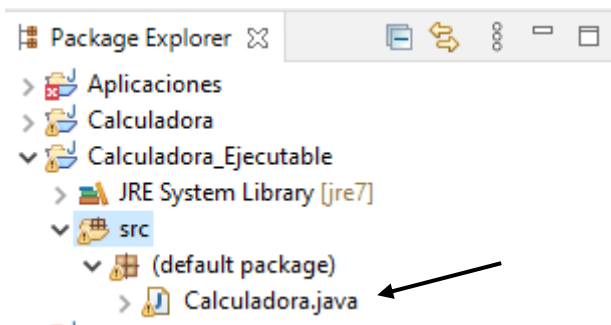 Package Explorer
Aplicaciones
Calculadora
Calculadora_Ejecutable
JRE System Library [jre7]
src
(default package)
Calculadora.java